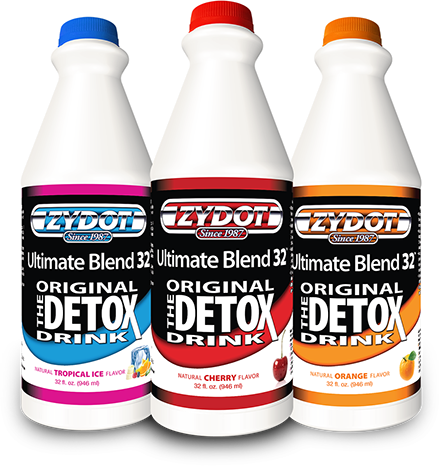 ZYDOT
Since 1987
Ultimate Blend 32
THE
ORIGINAL
DETOX
DRINK
NATURAL TROPICAL ICE FLAVOR
32 fl. oz. (946 ml)
ZYDOT
Since 1987
Ultimate Blend 32
THE
ORIGINAL
DETOX
DRINK
NATURAL CHERRY FLAVOR
32 fl. oz. (946 ml)
ZYDOT
Since 1987
Ultimate Blend 32
THE
ORIGINAL
DETOX
DRINK
NATURAL ORANGE FLAVOR
32 fl. oz. (946 ml)